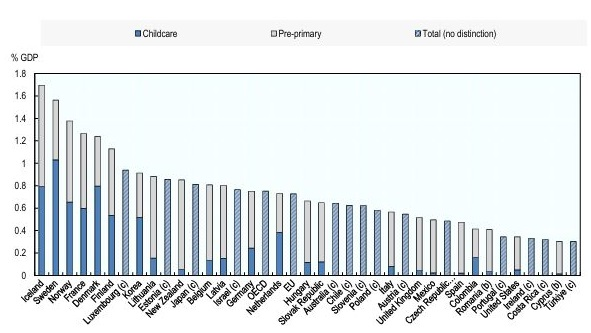 Childcare Pre-primary Total (no distinction)
% GDP
1.8
1.6
1.4
1.2
1
0.8
0.6
0.4
0.2
0
Iceland
Sweden
Norway
France
Denmark
Finland
Luxembourg (c)
Korea
Lithuania
Estonia (c)
New Zealand
Japan (c)
Belgium
Latvia
Israel (c)
Germany
OECD
Netherlands
EU
Hungary
Slovak Republic
Australia (c)
Chile (c)
Slovenia (c)
Poland (c)
Italy
Austria (c)
United Kingdom
Mexico
Czech Republic...
Spain
Colombia
Romania (b)
Portugal (c)
United States
Ireland (c)
Costa Rica (c)
Cyprus (b)
Türkiye (c)